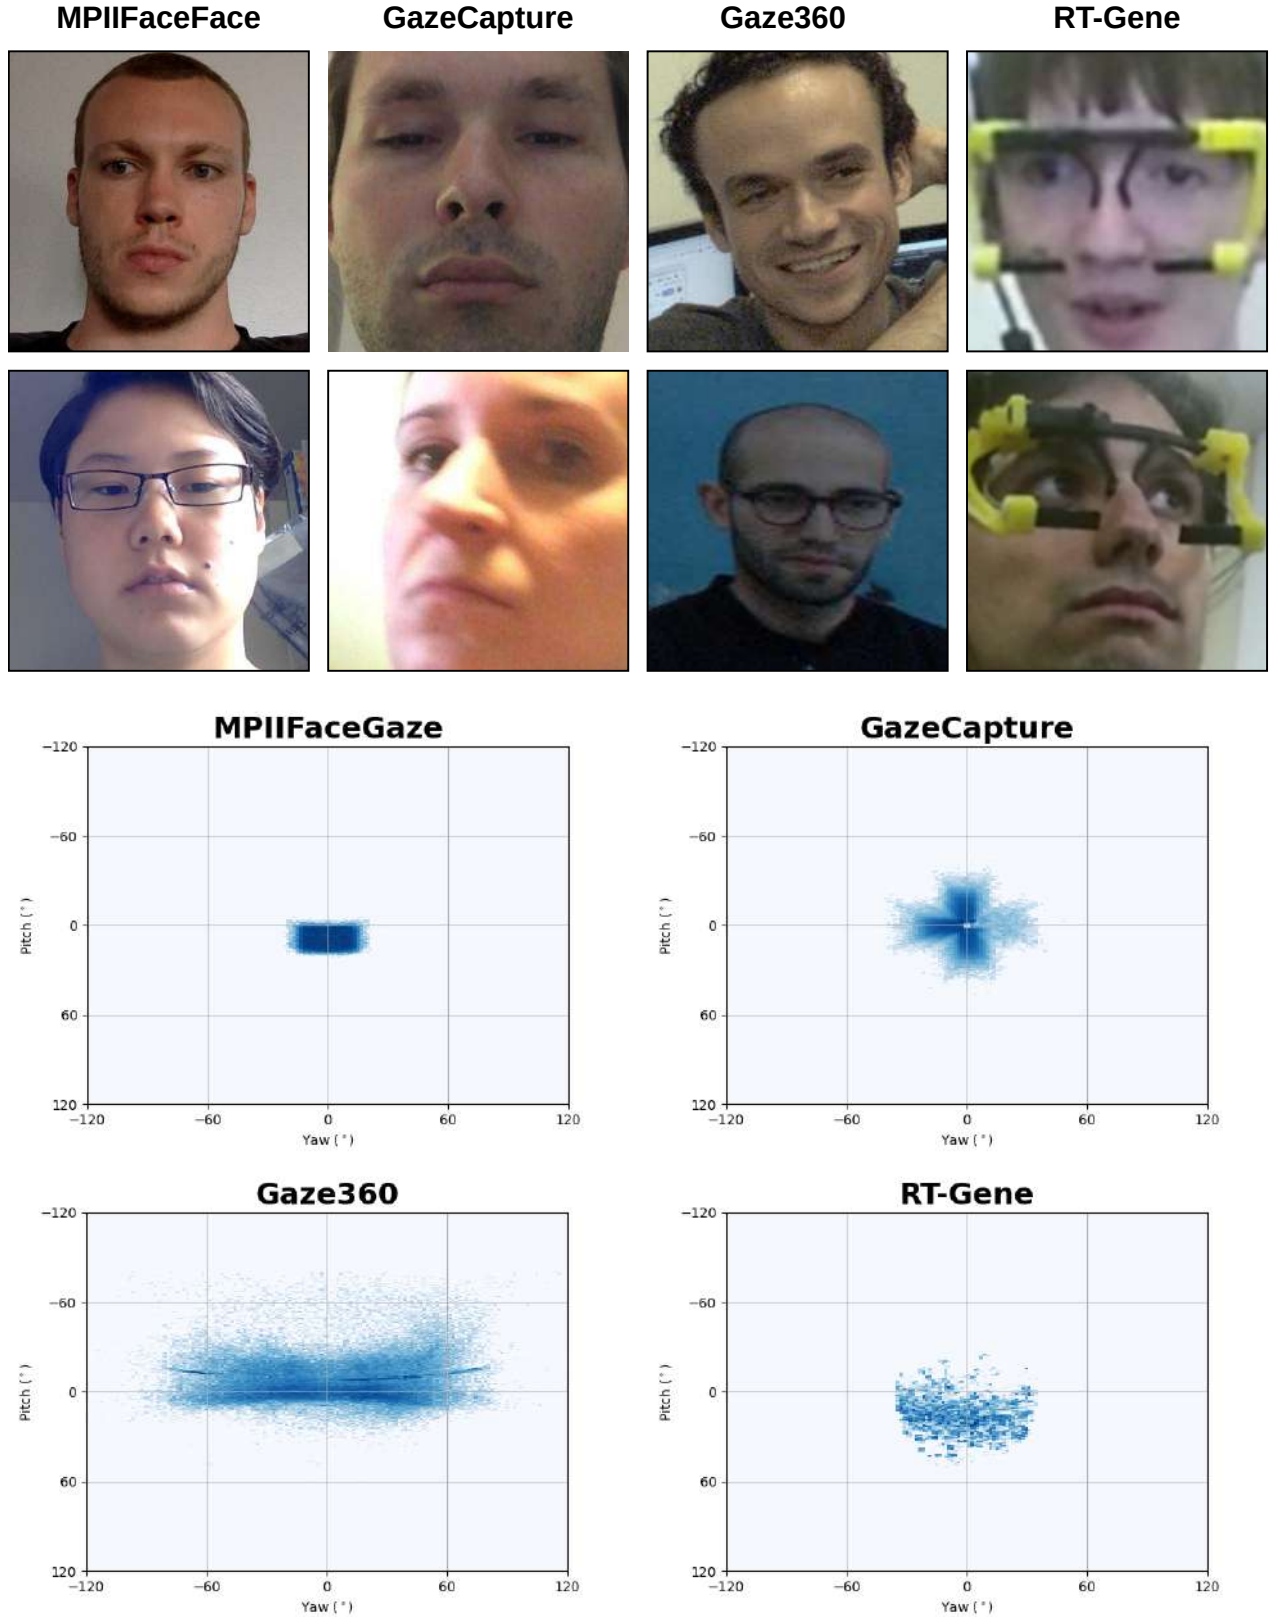 MPIIFaceFace GazeCapture Gaze360 RT-Gene
MPIIFaceGaze GazeCapture
−120 −120
−60 −60
0 0
60 60
120 120
Pitch (°) Pitch (°)
−120 −60 0 60 120 −120 −60 0 60 120
Yaw (°) Yaw (°)
Gaze360 RT-Gene
−120 −120
−60 −60
0 0
60 60
120 120
Pitch (°) Pitch (°)
−120 −60 0 60 120 −120 −60 0 60 120
Yaw (°) Yaw (°)